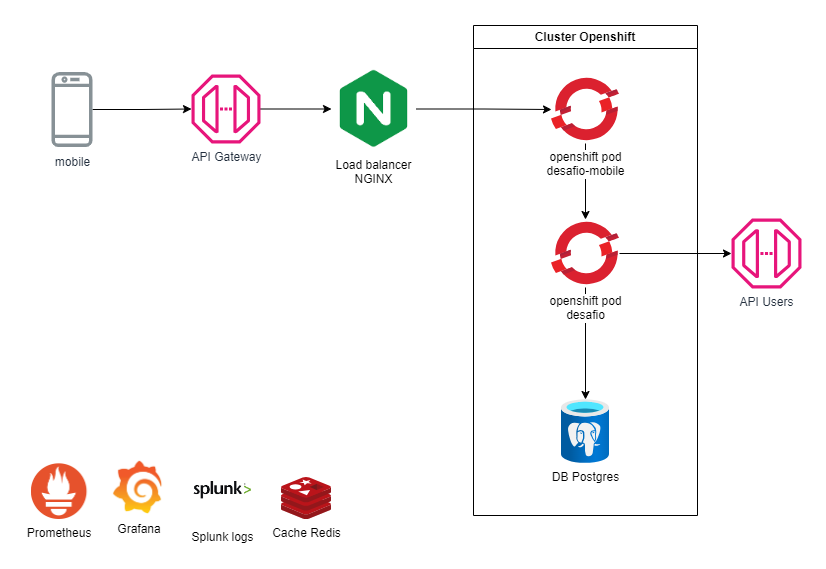 Cluster Openshift
mobile
API Gateway
Load balancer
NGINX
openshift pod
desafio-mobile
openshift pod
desafio
API Users
DB Postgres
splunk>
Prometheus
Grafana
Splunk logs
Cache Redis